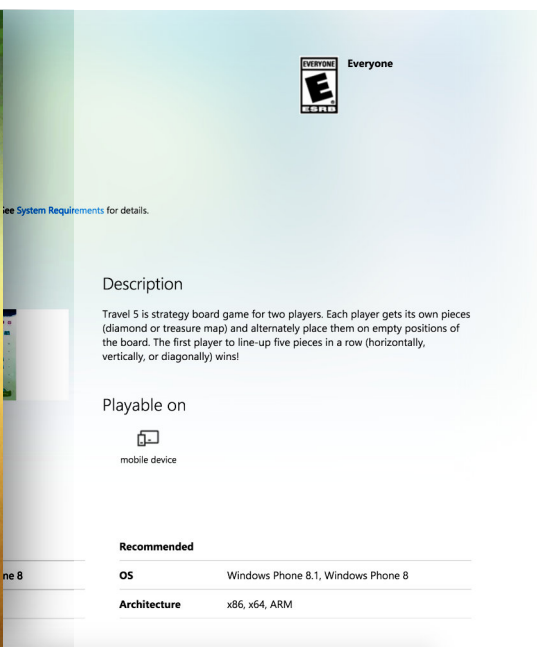 EVERYONE
E
ESRB
Everyone
See System Requirements for details.
Description
Travel 5 is strategy board game for two players. Each player gets its own pieces
(diamond or treasure map) and alternately place them on empty positions of
the board. The first player to line-up five pieces in a row (horizontally,
vertically, or diagonally) wins!
Playable on
mobile device
Recommended
ne 8
OS Windows Phone 8.1, Windows Phone 8
Architecture x86, x64, ARM